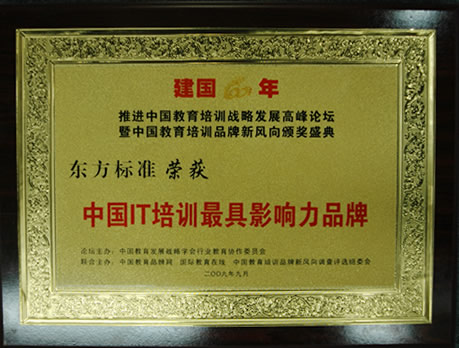 建国60年
推进中国教育培训战略发展高峰论坛
暨中国教育培训品牌新风向颁奖盛典
东方标准 荣获
中国IT培训最具影响力品牌
论坛主办：中国教育发展战略学会行业教育协作委员会
联合主办：中国教育品牌网 国际教育在线 中国教育培训品牌新风向调查评选组委会
二〇〇九年九月